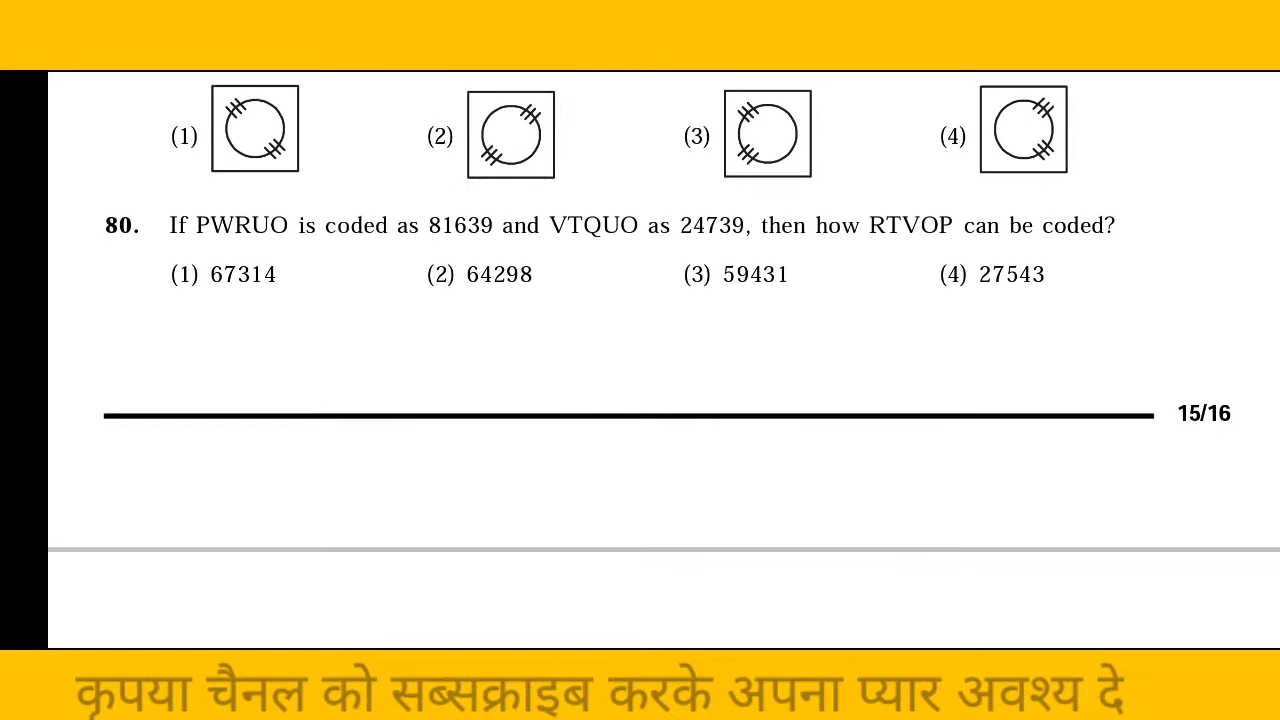 (1) (2) (3) (4)
80. If PWRUO is coded as 81639 and VTQUO as 24739, then how RTVOP can be coded?
(1) 67314 (2) 64298 (3) 59431 (4) 27543
15/16
कृपया चैनल को सब्सक्राइब करके अपना प्यार अवश्य दे